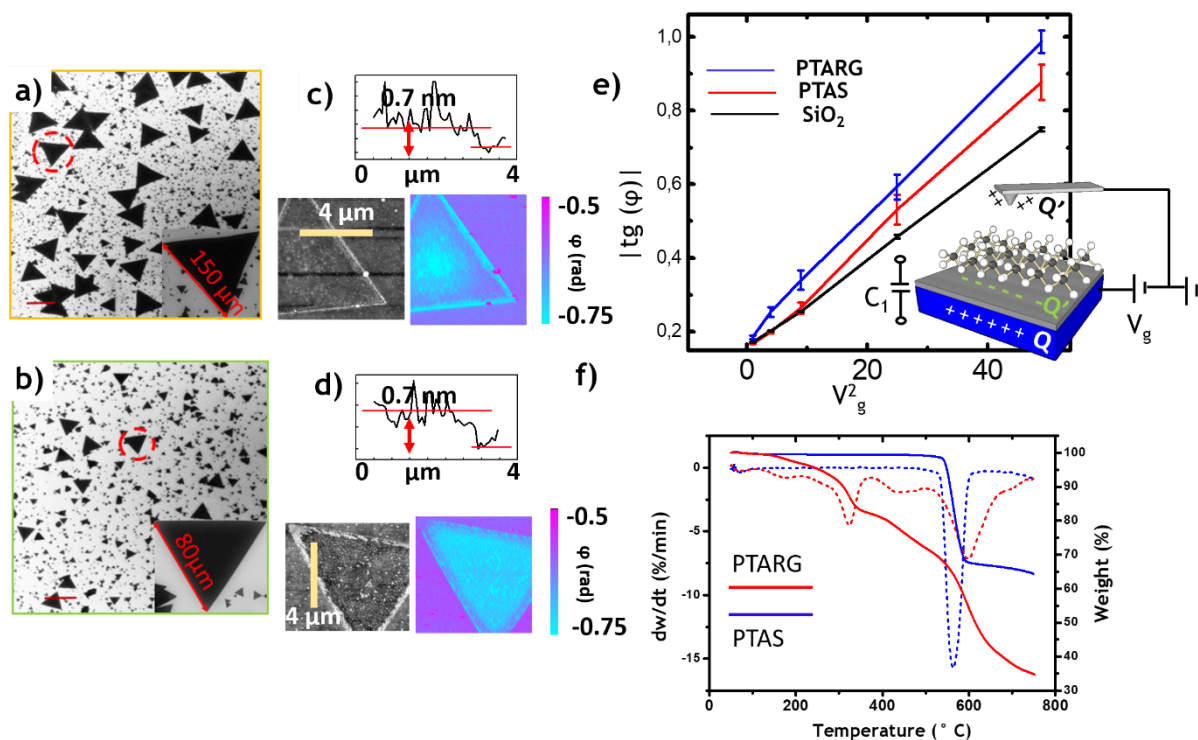 a)
150 µm
b)
80µm
c)
0.7 nm
0 µm 4
4 µm
-0.5
φ (rad)
-0.75
d)
0.7 nm
0 µm 4
4 µm
-0.5
φ (rad)
-0.75
e)
1,0
0,8
0,6
0,4
0,2
| tg (φ) |
PTARG
PTAS
SiO₂
0 20 40
V²g
C₁
++ ++ Q'
- - - - - - Q'
++++++ Q
Vg
f)
0
-5
-10
-15
dw/dt (%/min)
PTARG
PTAS
100
90
80
70
60
50
40
30
Weight (%)
0 200 400 600 800
Temperature (° C)